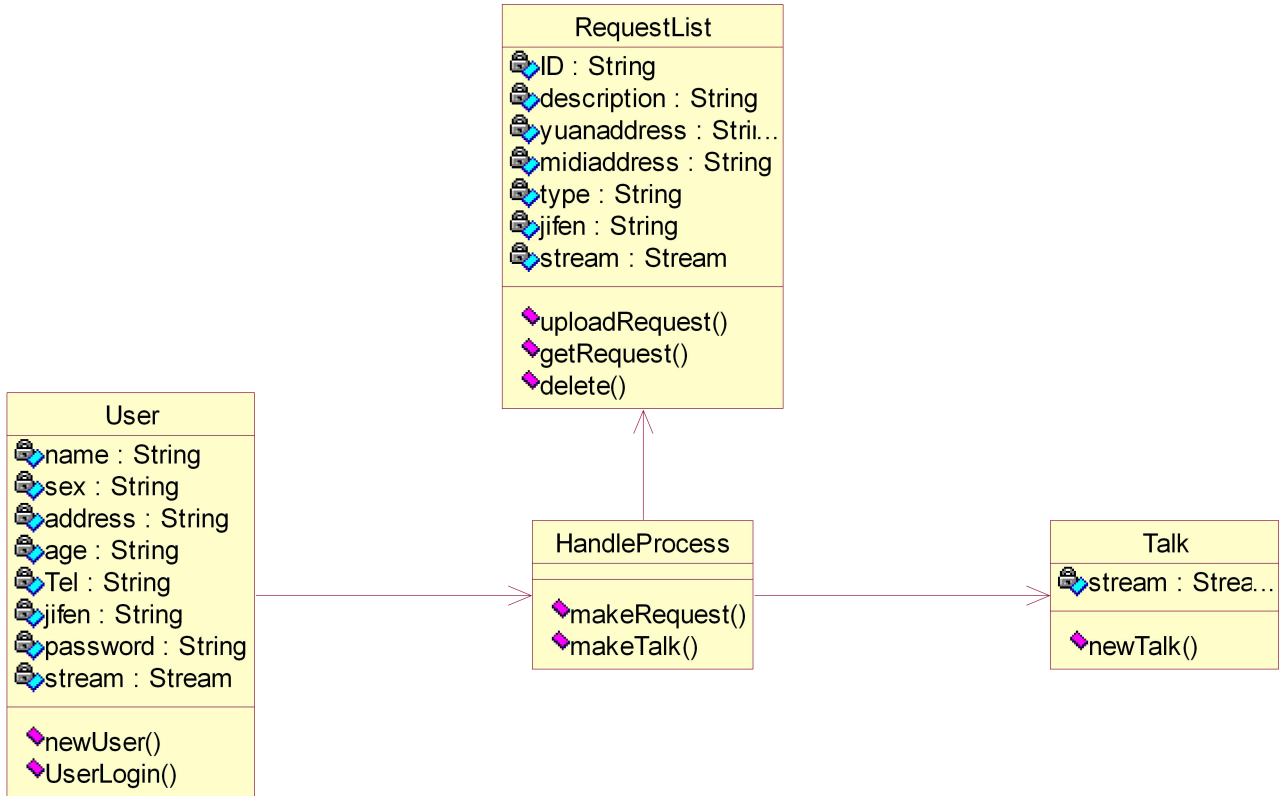 RequestList
ID : String
description : String
yuanaddress : Strii...
midiaddress : String
type : String
jifen : String
stream : Stream
uploadRequest()
getRequest()
delete()
User
name : String
sex : String
address : String
age : String
Tel : String
jifen : String
password : String
stream : Stream
newUser()
UserLogin()
HandleProcess
makeRequest()
makeTalk()
Talk
stream : Strea...
newTalk()